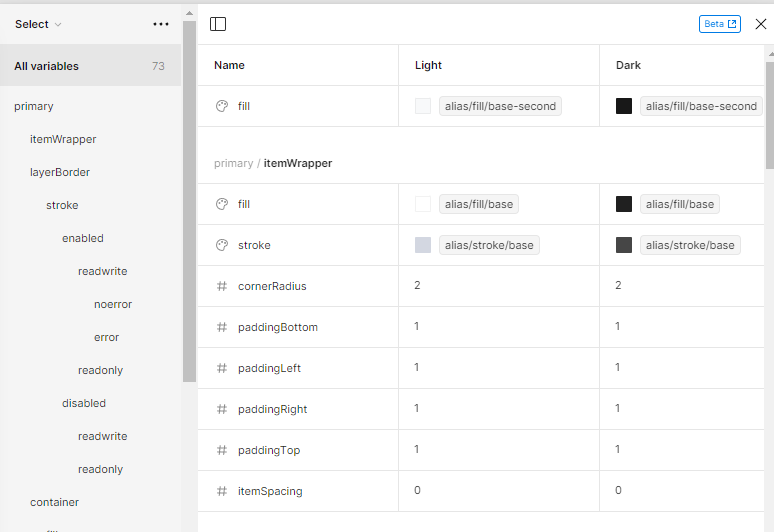 Select
All variables 73
primary
itemWrapper
layerBorder
stroke
enabled
readwrite
noerror
error
readonly
disabled
readwrite
readonly
container
Beta
Name Light Dark
fill alias/fill/base-second alias/fill/base-second
primary / itemWrapper
fill alias/fill/base alias/fill/base
stroke alias/stroke/base alias/stroke/base
cornerRadius 2 2
paddingBottom 1 1
paddingLeft 1 1
paddingRight 1 1
paddingTop 1 1
itemSpacing 0 0